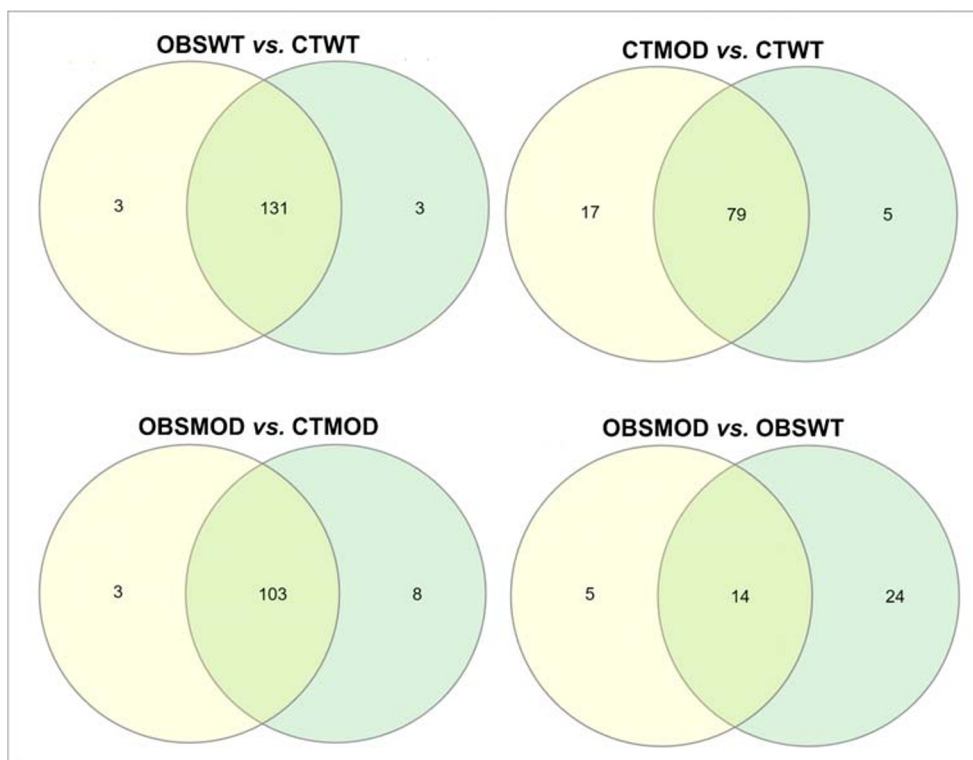 OBSWT vs. CTWT
3 131 3
CTMOD vs. CTWT
17 79 5
OBSMOD vs. CTMOD
3 103 8
OBSMOD vs. OBSWT
5 14 24